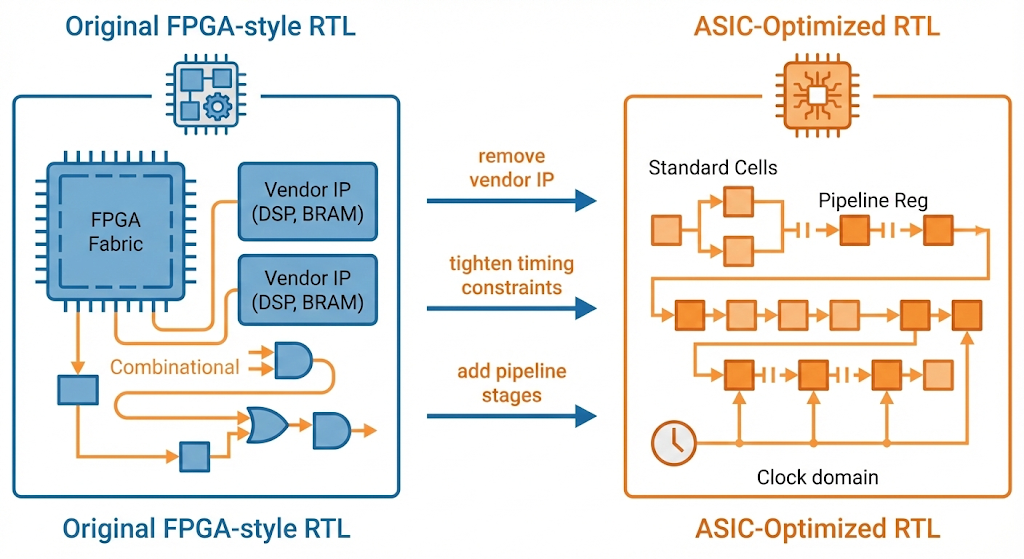 Original FPGA-style RTL
FPGA
Fabric
Vendor IP
(DSP, BRAM)
Vendor IP
(DSP, BRAM)
Combinational
Original FPGA-style RTL
remove
vendor IP
tighten timing
constraints
add pipeline
stages
ASIC-Optimized RTL
Standard Cells
Pipeline Reg
Clock domain
ASIC-Optimized RTL